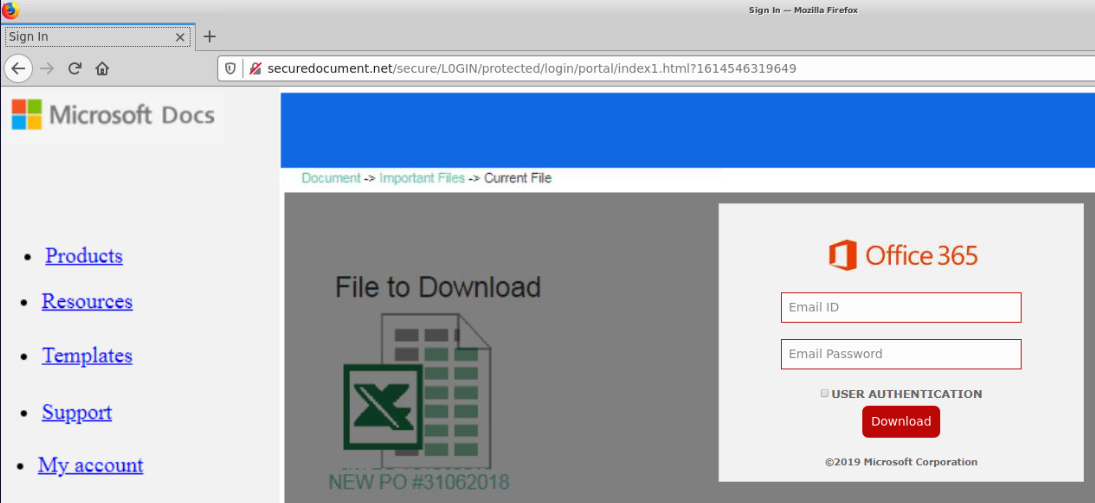 Sign In — Mozilla Firefox
Sign In
securedocument.net/secure/L0GIN/protected/login/portal/index1.html?1614546319649
Microsoft Docs
Document -> Important Files -> Current File
Products
Resources
Templates
Support
My account
File to Download
NEW PO #31062018
Office 365
Email ID
Email Password
USER AUTHENTICATION
Download
©2019 Microsoft Corporation